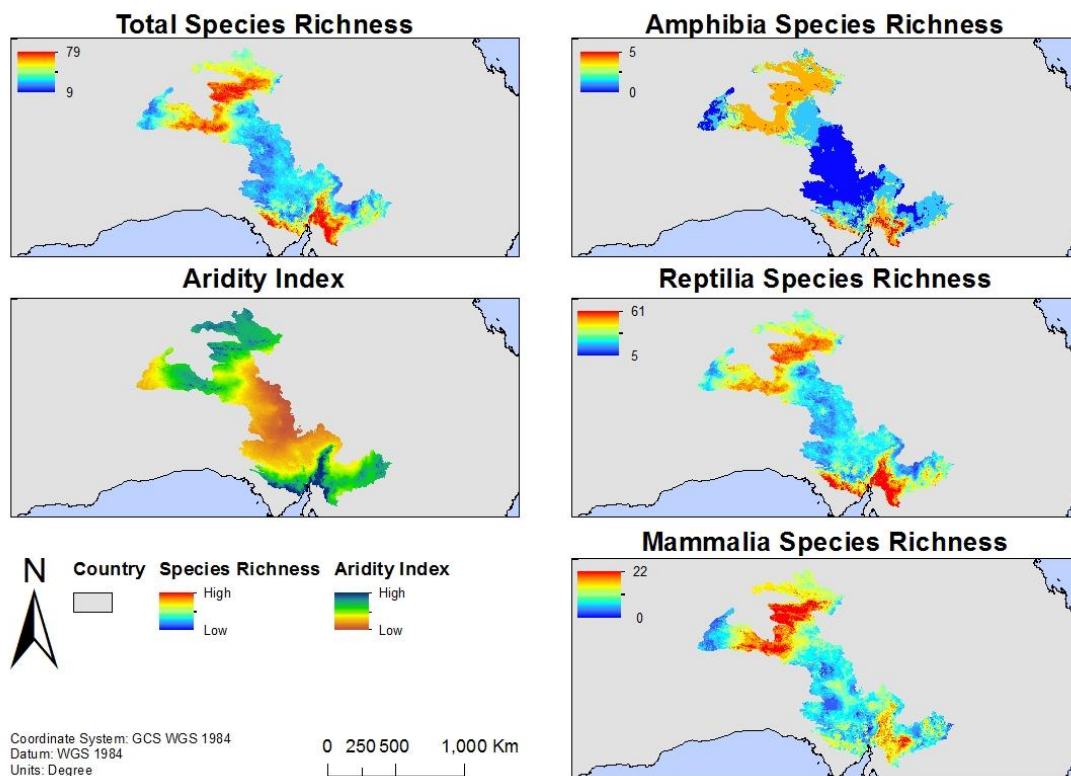 Total Species Richness
79
9
Amphibia Species Richness
5
0
Aridity Index
Reptilia Species Richness
61
5
Mammalia Species Richness
22
0
N
Country
Species Richness
High
Low
Aridity Index
High
Low
Coordinate System: GCS WGS 1984
Datum: WGS 1984
Units: Degree
0 250 500 1,000 Km